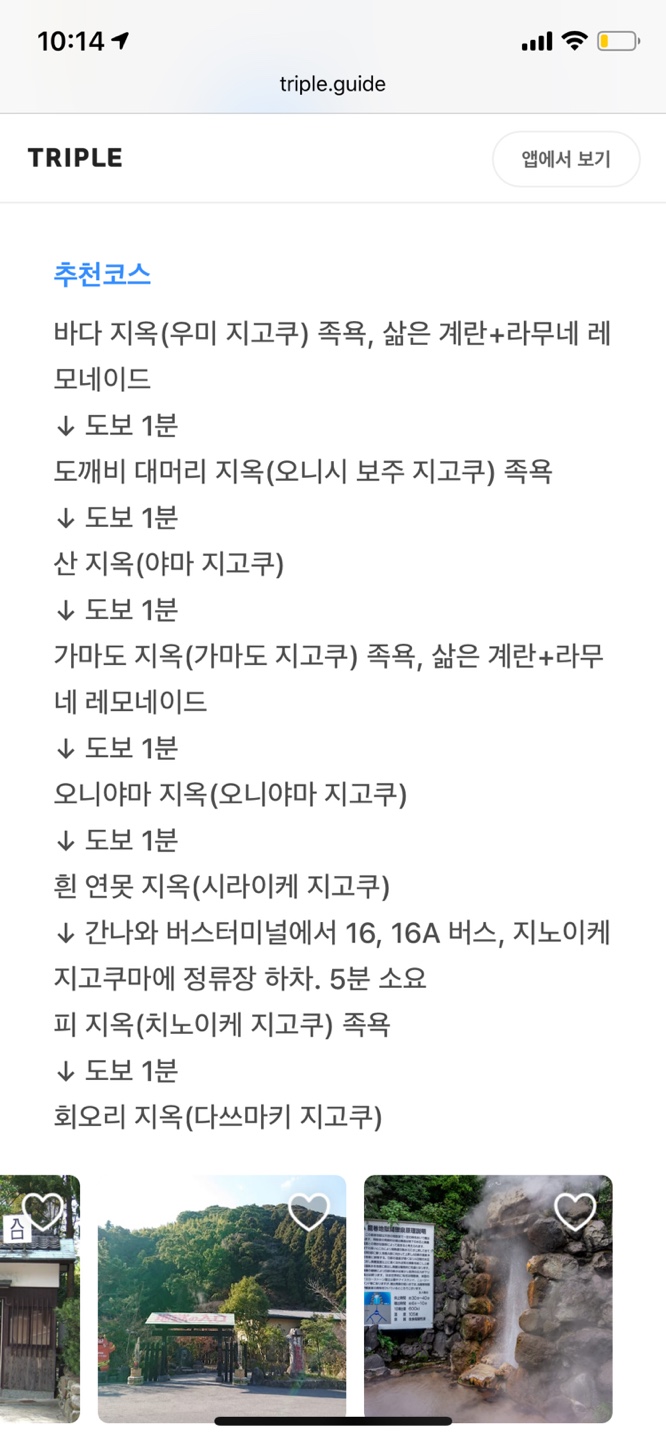 10:14
triple.guide
TRIPLE
앱에서 보기
추천코스
바다 지옥(우미 지고쿠) 족욕, 삶은 계란+라무네 레
모네이드
↓ 도보 1분
도깨비 대머리 지옥(오니시 보주 지고쿠) 족욕
↓ 도보 1분
산 지옥(야마 지고쿠)
↓ 도보 1분
가마도 지옥(가마도 지고쿠) 족욕, 삶은 계란+라무
네 레모네이드
↓ 도보 1분
오니야마 지옥(오니야마 지고쿠)
↓ 도보 1분
흰 연못 지옥(시라이케 지고쿠)
↓ 간나와 버스터미널에서 16, 16A 버스, 지노이케
지고쿠마에 정류장 하차. 5분 소요
피 지옥(치노이케 지고쿠) 족욕
↓ 도보 1분
회오리 지옥(다쓰마키 지고쿠)